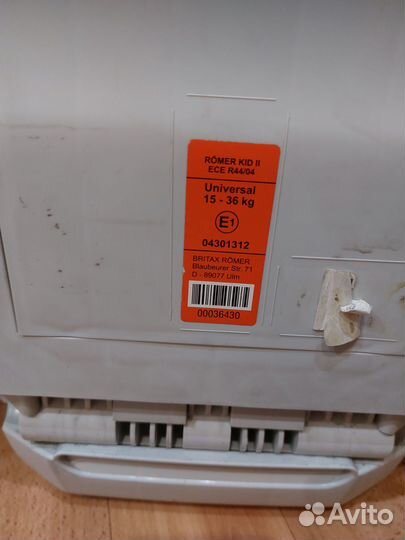 RÖMER KID II
ECE R44/04
Universal
15 - 36 kg
E1
04301312
BRITAX RÖMER
Blaubeurer Str. 71
D - 89077 Ulm
00036430
Avito